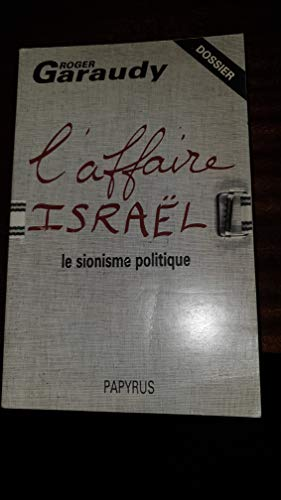 ROGER
Garaudy
DOSSIER
l'affaire
ISRAËL
le sionisme politique
PAPYRUS